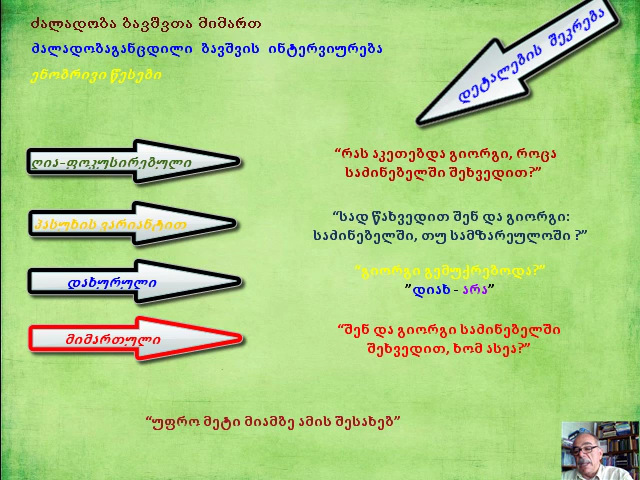 ძალადობა ბავშვთა მიმართ
ძალადობაგანცდილი ბავშვის ინტერვიურება
ენობრივი წესები
დეტალების შეკრება
ღია-ფოკუსირებული
“რას აკეთებდა გიორგი, როცა
საძინებელში შეხვედით?”
პასუხის ვარიანტით
“სად წახვედით შენ და გიორგი:
საძინებელში, თუ სამზარეულოში ?”
დახურული
“გიორგი გემუქრებოდა?”
”დიახ - არა”
მიმართული
“შენ და გიორგი საძინებელში
შეხვედით, ხომ ასეა?”
“უფრო მეტი მიამბე ამის შესახებ”